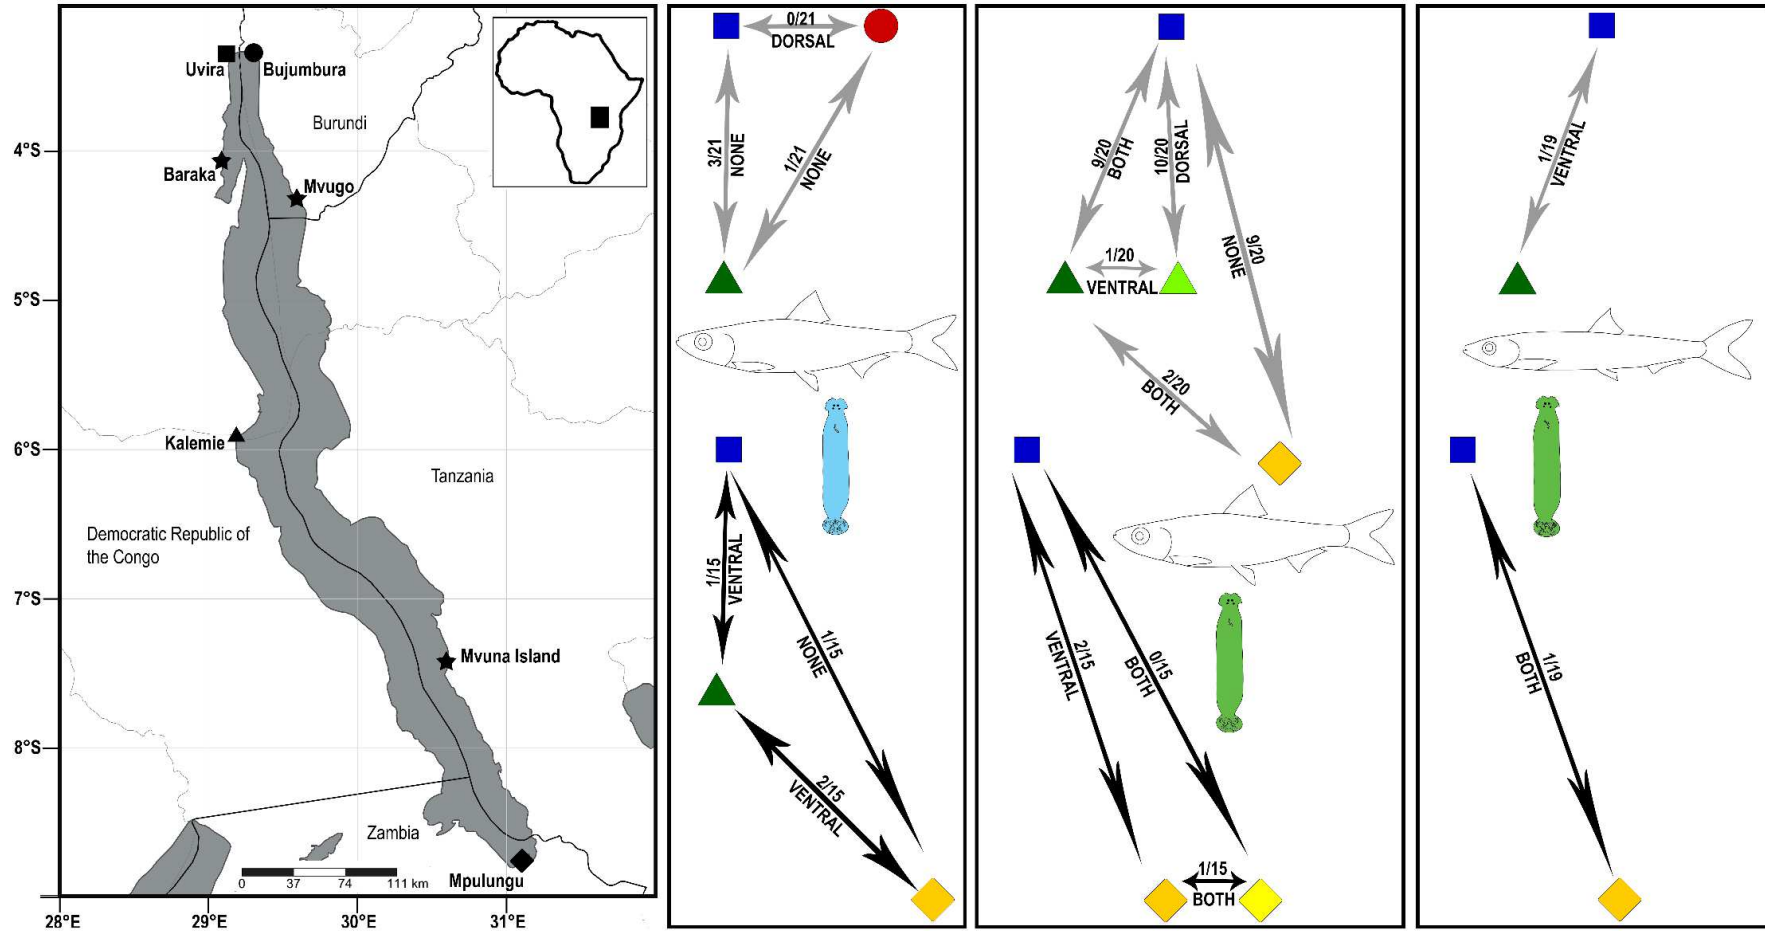 Uvira
Bujumbura
Burundi
4°S
Baraka
Mvugo
5°S
Kalemie
6°S
Tanzania
Democratic Republic of
the Congo
7°S
Mvuna Island
8°S
Zambia
0 37 74 111 km
Mpulungu
28°E 29°E 30°E 31°E
0/21
DORSAL
3/21
NONE
1/21
NONE
1/15
VENTRAL
1/15
NONE
2/15
VENTRAL
9/20
BOTH
10/20
DORSAL
9/20
NONE
1/20
VENTRAL
2/20
BOTH
2/15
VENTRAL
0/15
BOTH
1/15
BOTH
1/19
VENTRAL
1/19
BOTH